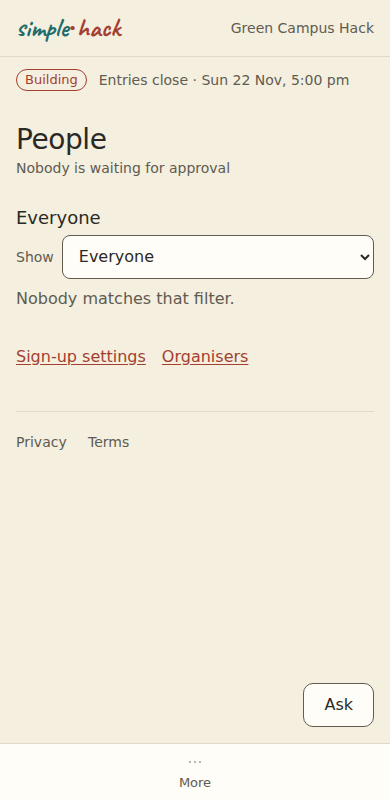 simple·hack
Green Campus Hack
Building
Entries close · Sun 22 Nov, 5:00 pm
People
Nobody is waiting for approval
Everyone
Show
Everyone
Nobody matches that filter.
Sign-up settings
Organisers
Privacy
Terms
Ask
...
More